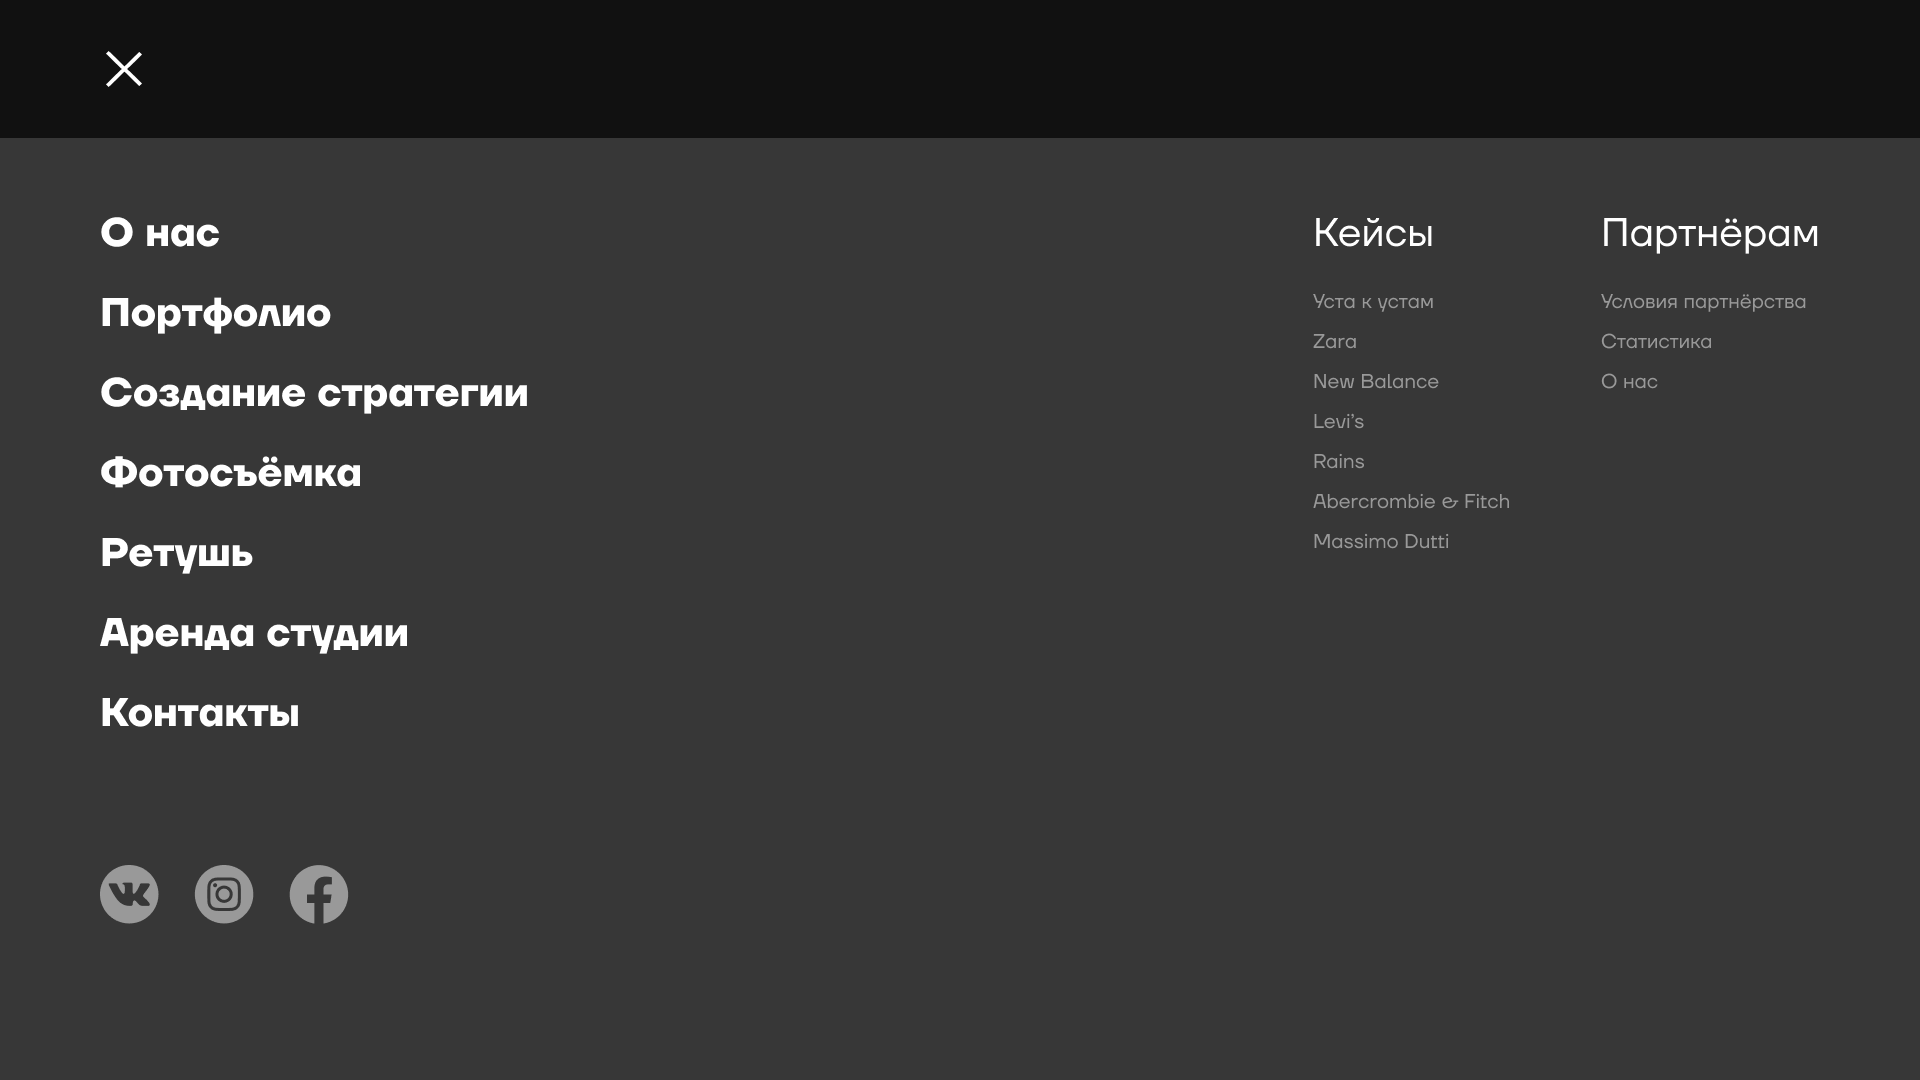 О нас
Портфолио
Создание стратегии
Фотосъёмка
Ретушь
Аренда студии
Контакты
Кейсы
Уста к устам
Zara
New Balance
Levi’s
Rains
Abercrombie & Fitch
Massimo Dutti
Партнёрам
Условия партнёрства
Статистика
О нас